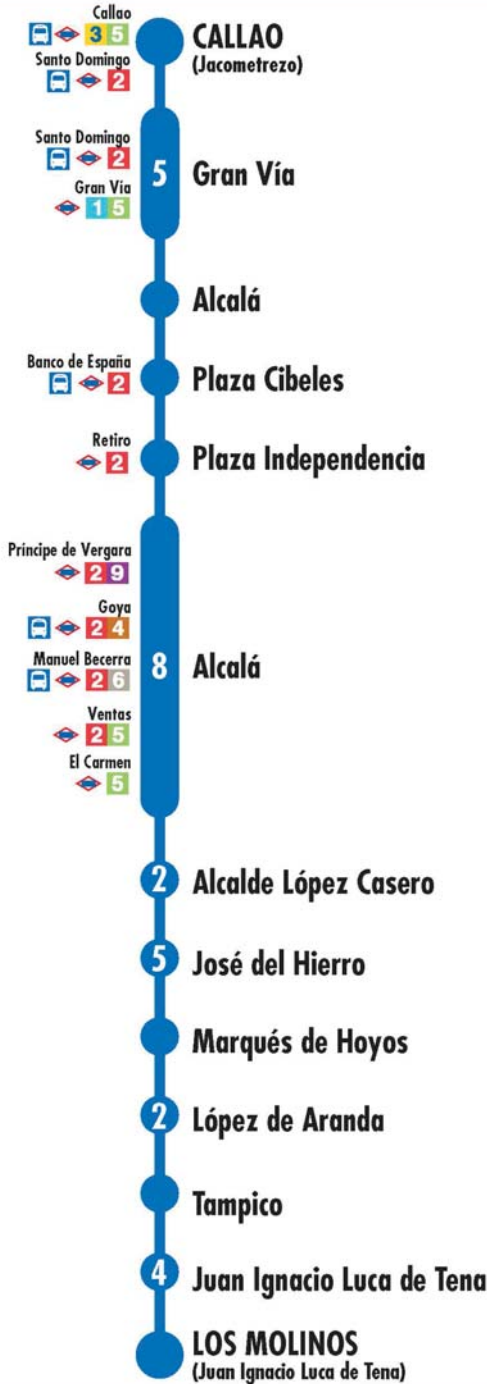 Callao
3 5
CALLAO
(Jacometrezo)
Santo Domingo
2
Santo Domingo
2
5 Gran Vía
Gran Vía
1 5
Alcalá
Banco de España
2
Plaza Cibeles
Retiro
2
Plaza Independencia
Príncipe de Vergara
2 9
Goya
2 4
Manuel Becerra
2 6
8 Alcalá
Ventas
2 5
El Carmen
5
2 Alcalde López Casero
5 José del Hierro
Marqués de Hoyos
2 López de Aranda
Tampico
4 Juan Ignacio Luca de Tena
LOS MOLINOS
(Juan Ignacio Luca de Tena)